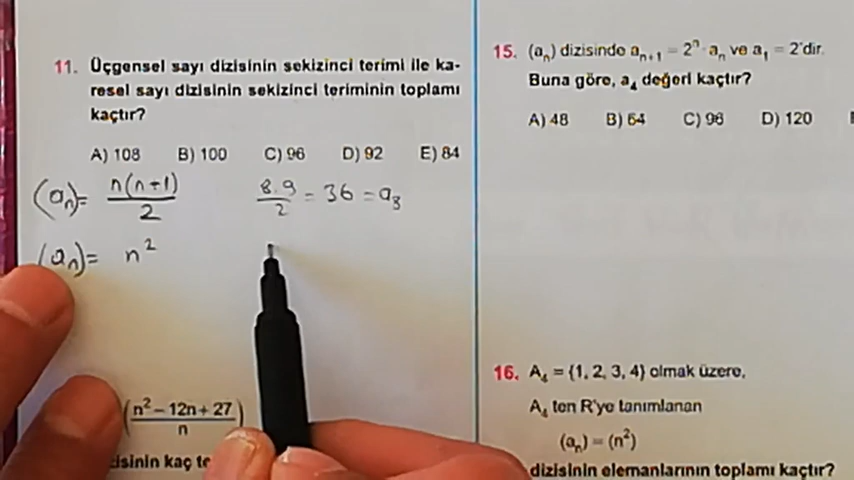 11. Üçgensel sayı dizisinin sekizinci terimi ile ka-
resel sayı dizisinin sekizinci teriminin toplamı
kaçtır?
A) 108 B) 100 C) 96 D) 92 E) 84
(aₙ)= n(n+1)/2 8.9/2 = 36 = a₈
(aₙ)= n²
(n² – 12n + 27 / n)
isinin kaç te
15. (aₙ) dizisinde aₙ₊₁ = 2ⁿ · aₙ ve a₁ = 2'dir.
Buna göre, a₄ değeri kaçtır?
A) 48 B) 64 C) 96 D) 120
16. A₄ = {1, 2, 3, 4} olmak üzere,
A₄ ten R'ye tanımlanan
(aₙ) = (n²)
dizisinin elemanlarının toplamı kaçtır?